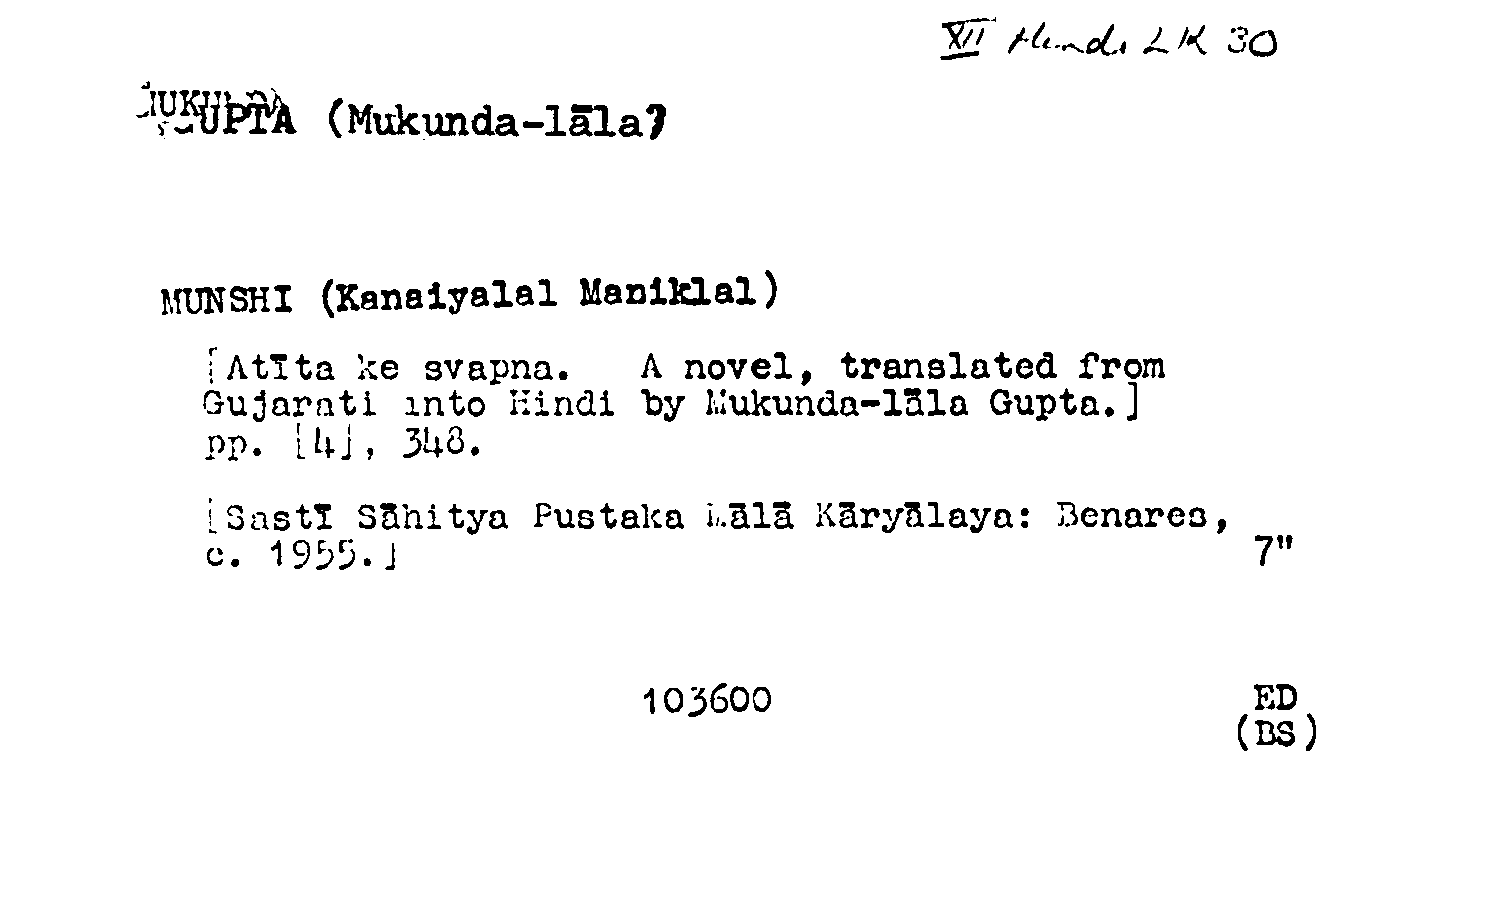 XII Hindi LK 30
GUPTA (Mukunda-lāla)
MUNSHI (Kanaiyalal Maniklal)
[Atīta ke svapna. A novel, translated from
Gujarati into Hindi by Mukunda-lāla Gupta.]
pp. [4], 348.
[Sastī Sāhitya Pustaka Mālā Kāryālaya: Benares,
c. 1955.]
7"
103600
ED
(BS)